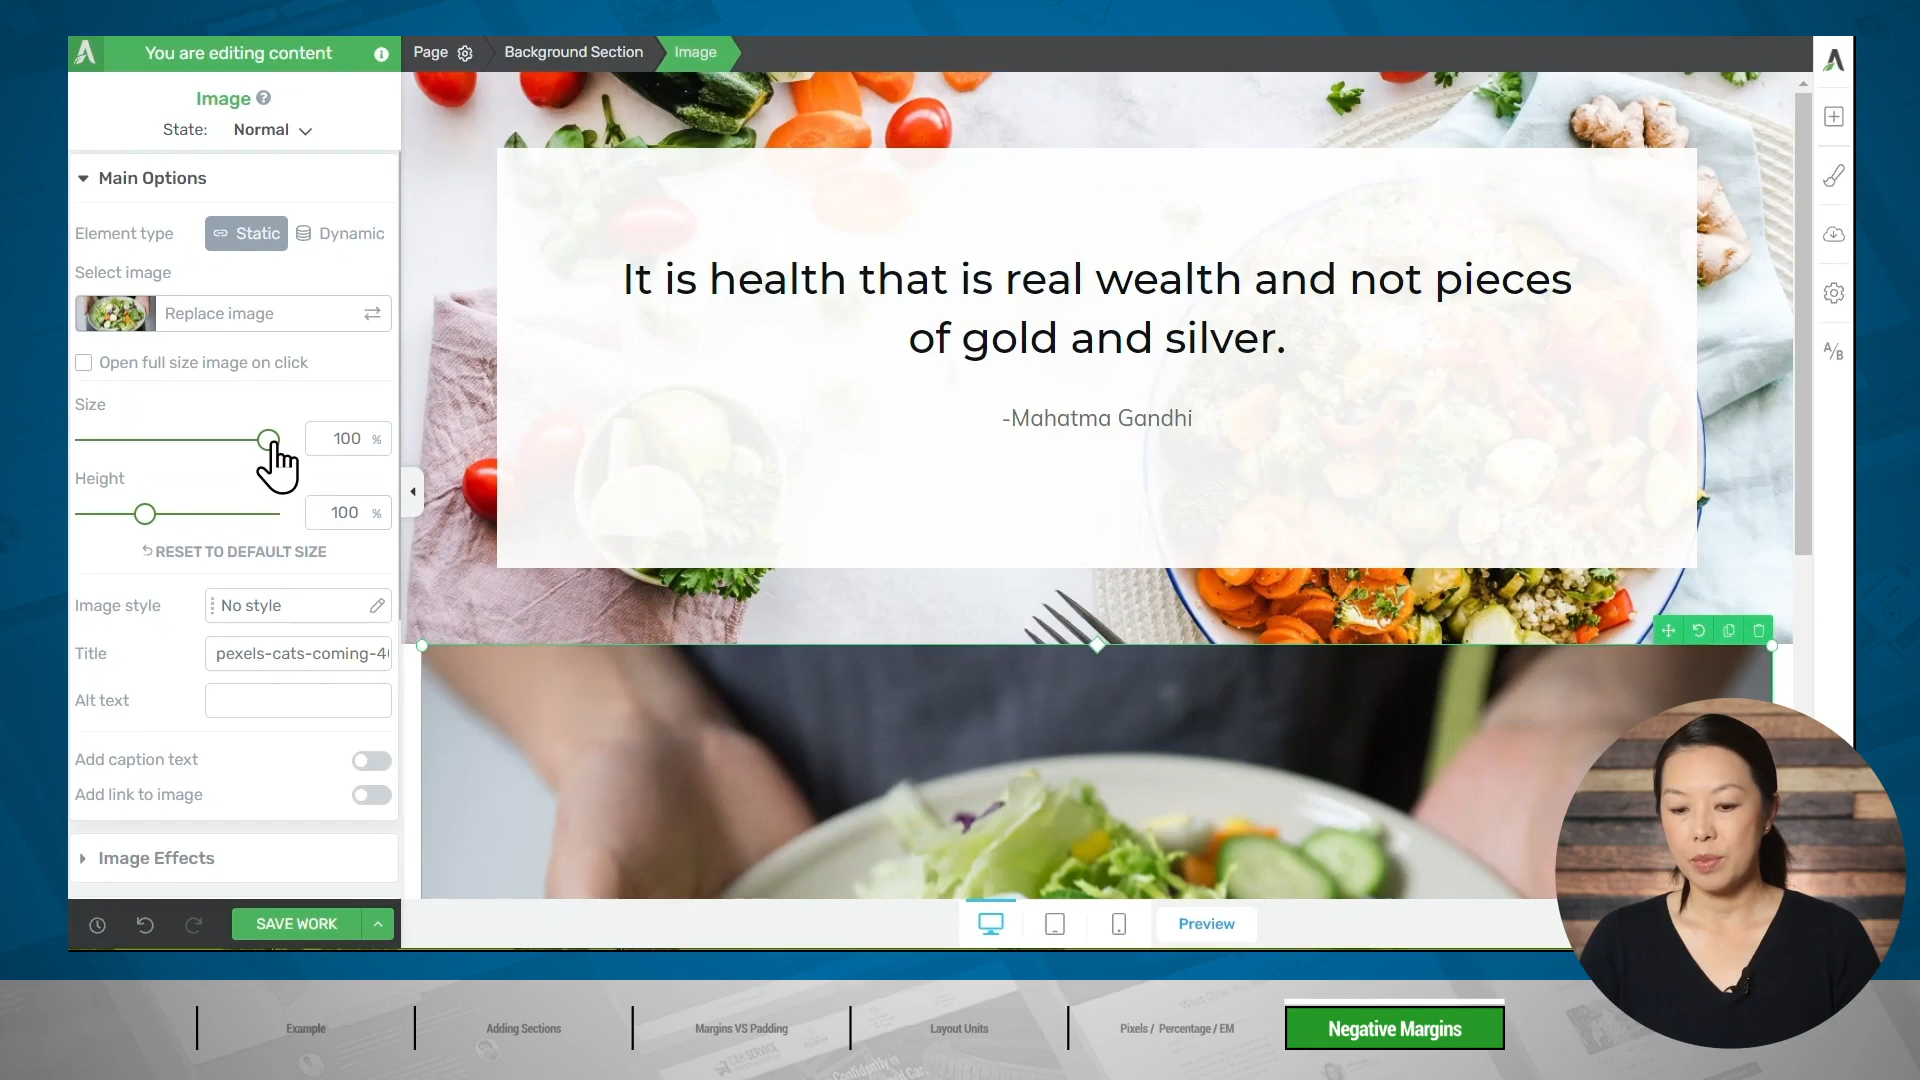 You are editing content
Page
Background Section
Image
Image
State: Normal
Main Options
Element type Static Dynamic
Select image
Replace image
Open full size image on click
Size
100 %
Height
100 %
RESET TO DEFAULT SIZE
Image style No style
Title pexels-cats-coming-4
Alt text
Add caption text
Add link to image
Image Effects
SAVE WORK
It is health that is real wealth and not pieces
of gold and silver.
-Mahatma Gandhi
A/B
Preview
Example
Adding Sections
Margins VS Padding
Layout Units
Pixels / Percentage / EM
Negative Margins